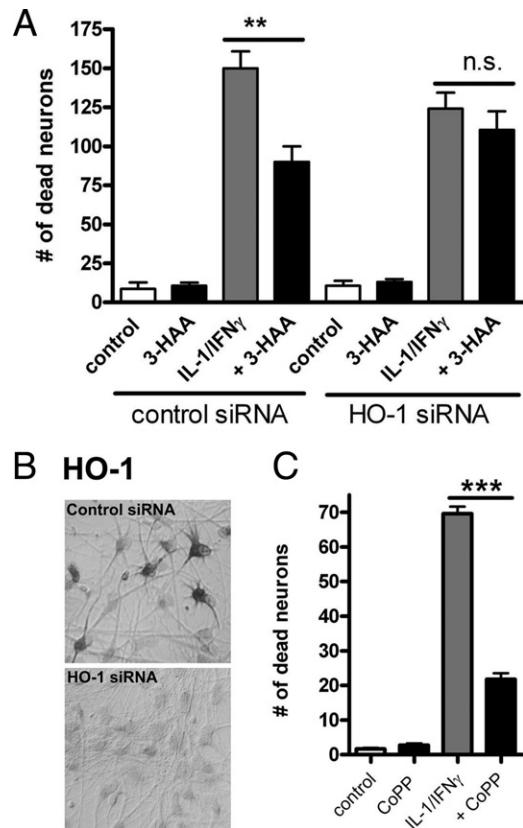 A
175
150
125
100
75
50
25
0
# of dead neurons
**
n.s.
control
3-HAA
IL-1/IFNγ
+ 3-HAA
control
3-HAA
IL-1/IFNγ
+ 3-HAA
control siRNA
HO-1 siRNA
B HO-1
Control siRNA
HO-1 siRNA
C
70
60
50
40
30
20
10
0
# of dead neurons
***
control
CoPP
IL-1/IFNγ
+ CoPP